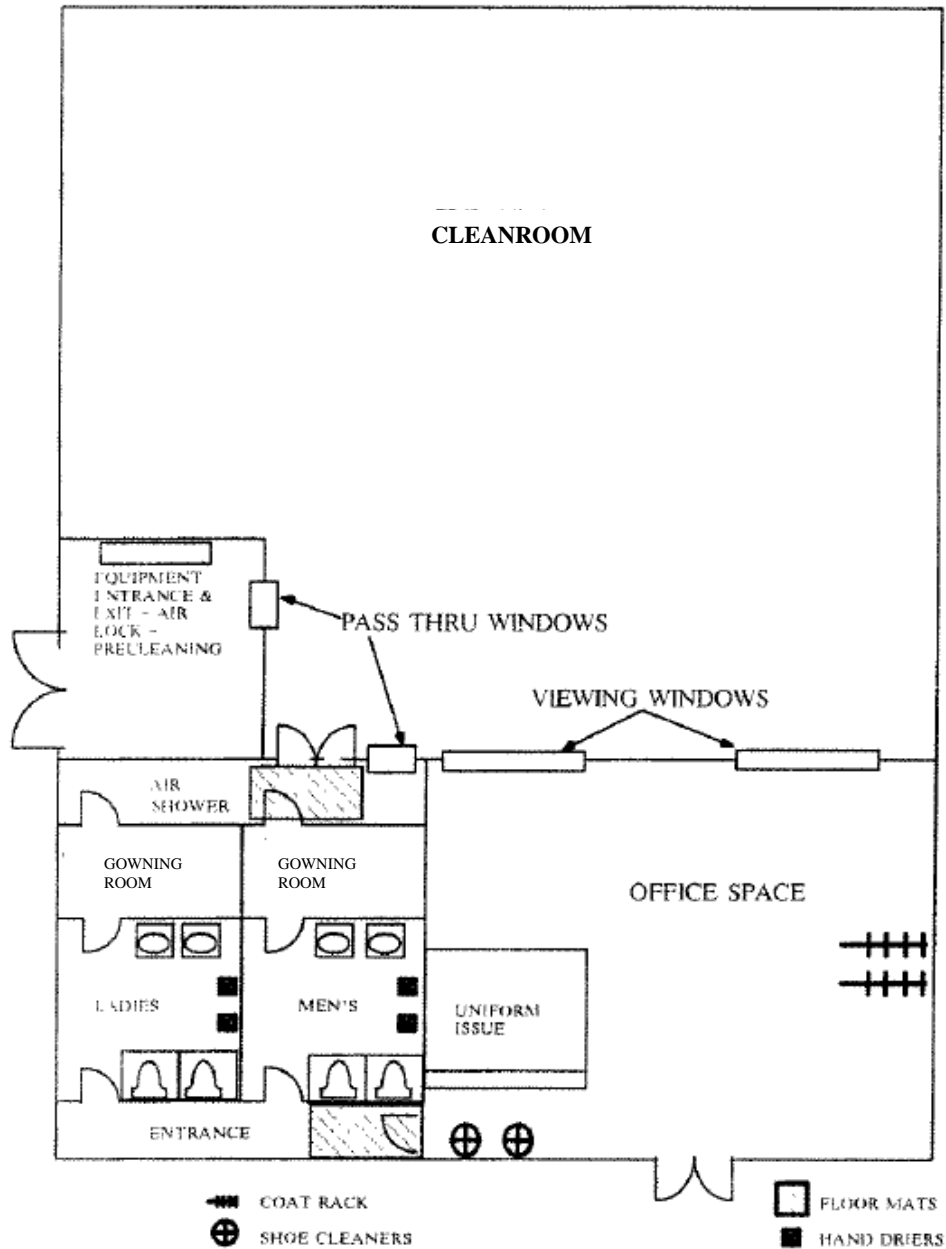 CLEANROOM
EQUIPMENT
ENTRANCE &
EXIT - AIR
LOCK -
PRECLEANING
PASS THRU WINDOWS
VIEWING WINDOWS
AIR
SHOWER
GOWNING
ROOM
GOWNING
ROOM
OFFICE SPACE
LADIES
MEN'S
UNIFORM
ISSUE
ENTRANCE
COAT RACK
FLOOR MATS
SHOE CLEANERS
HAND DRIERS